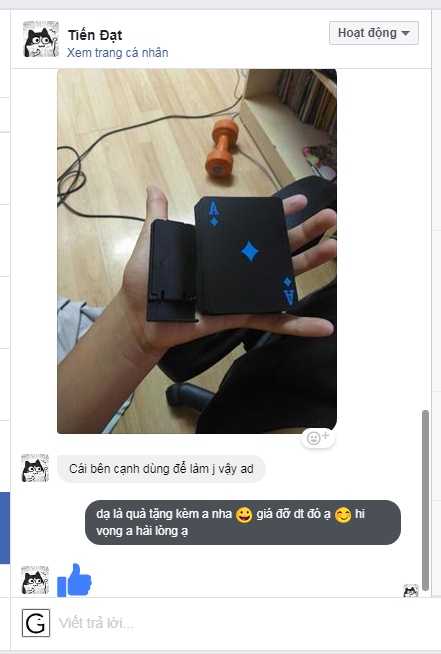 Tiến Đạt
Hoạt động
Xem trang cá nhân
A
A
Cái bên cạnh dùng để làm j vậy ad
dạ là quà tặng kèm a nha 😀 giá đỡ dt đó ạ 😊 hi
vọng a hài lòng ạ
G
Viết trả lời...